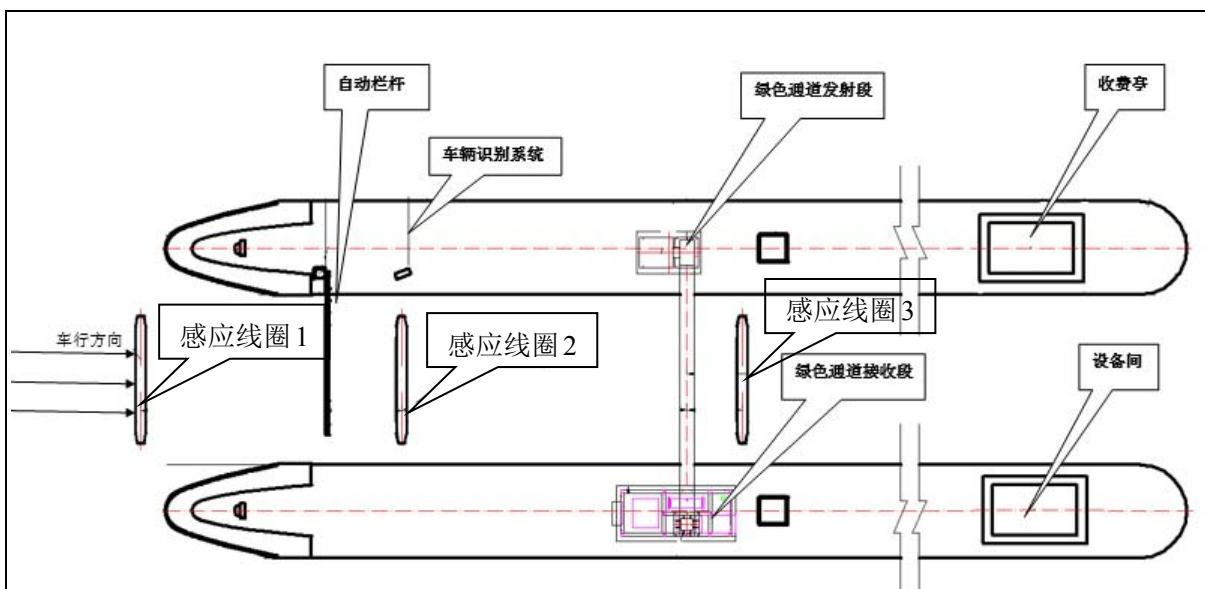 自动栏杆
绿色通道发射段
收费亭
车辆识别系统
车行方向
感应线圈1
感应线圈2
感应线圈3
绿色通道接收段
设备间